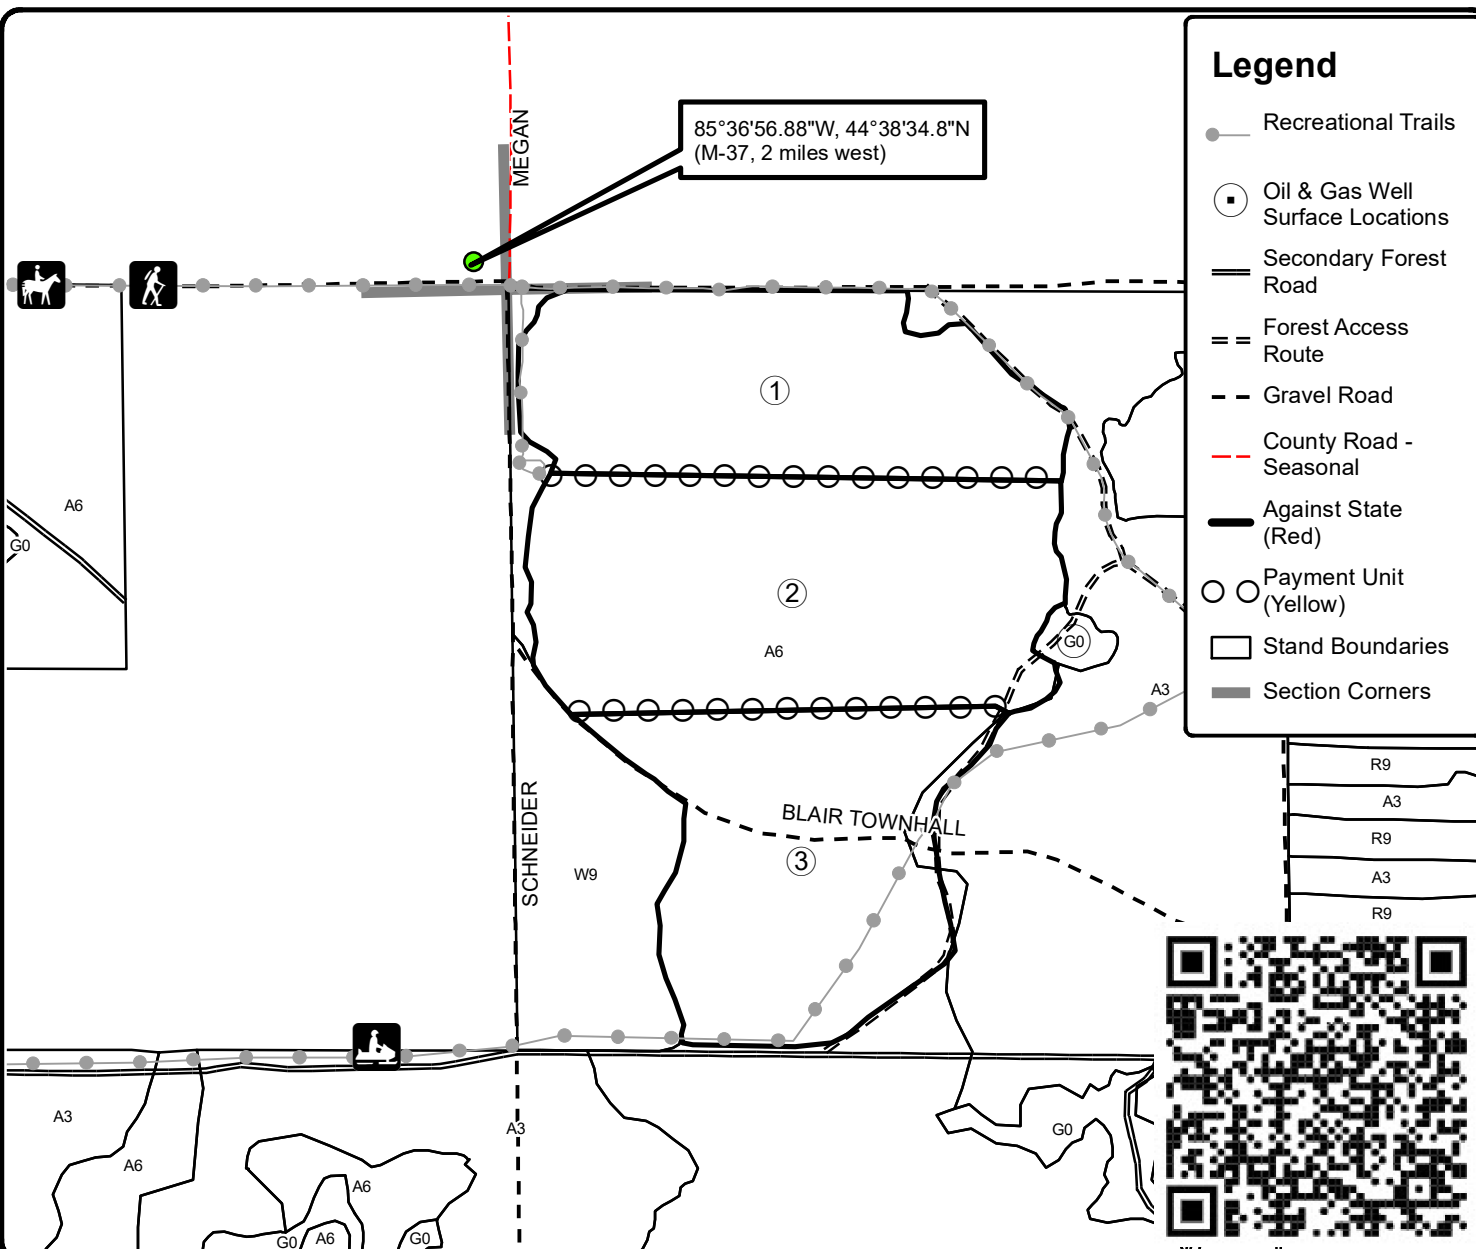 Legend
Recreational Trails
Oil & Gas Well
Surface Locations
Secondary Forest
Road
Forest Access
Route
Gravel Road
County Road -
Seasonal
Against State
(Red)
Payment Unit
(Yellow)
Stand Boundaries
Section Corners
85°36'56.88"W, 44°38'34.8"N
(M-37, 2 miles west)
MEGAN
1
A6
G0
2
G0
A6
A3
SCHNEIDER
BLAIR TOWNHALL
3
W9
R9
A3
R9
A3
R9
A3
A3
G0
A6
A6
G0
A6
G0